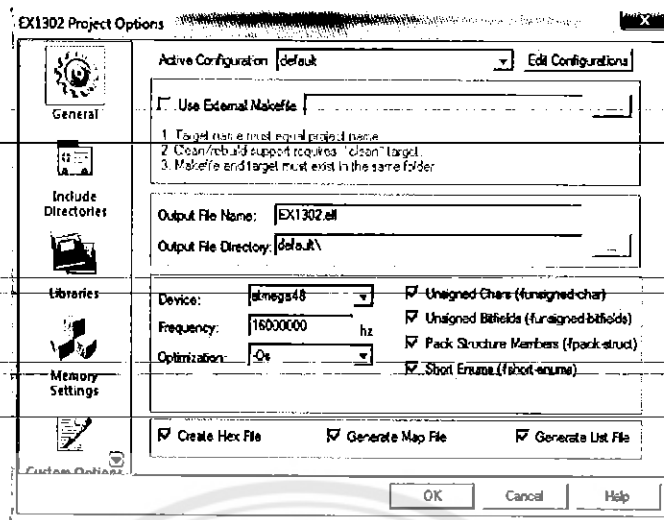 EX1302 Project Options
General
Include
Directories
Libraries
Memory
Settings
Custom Options
Active Configuration default Edit Configurations
Use External Makefile
1. Target name must equal project name.
2. Clean/rebuild support requires "clean" target.
3. Makefile and target must exist in the same folder
Output File Name: EX1302.elf
Output File Directory: default\
Device: atmega48
Frequency: 16000000 hz
Optimization: -Os
Unsigned Chars (-funsigned-char)
Unsigned Bitfields (-funsigned-bitfields)
Pack Structure Members (-fpack-struct)
Short Enums (-fshort-enums)
Create Hex File Generate Map File Generate List File
OK Cancel Help